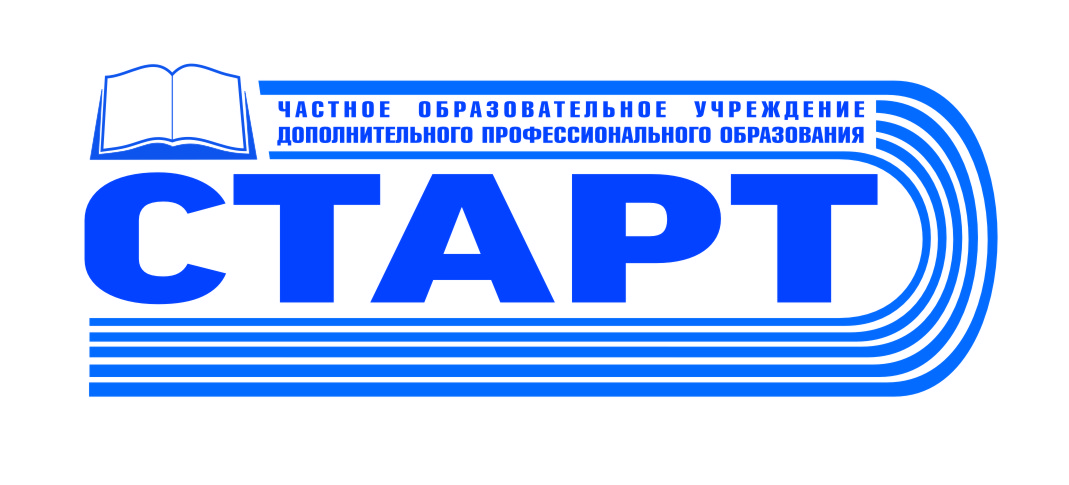 ЧАСТНОЕ ОБРАЗОВАТЕЛЬНОЕ УЧРЕЖДЕНИЕ
ДОПОЛНИТЕЛЬНОГО ПРОФЕССИОНАЛЬНОГО ОБРАЗОВАНИЯ
СТАРТ